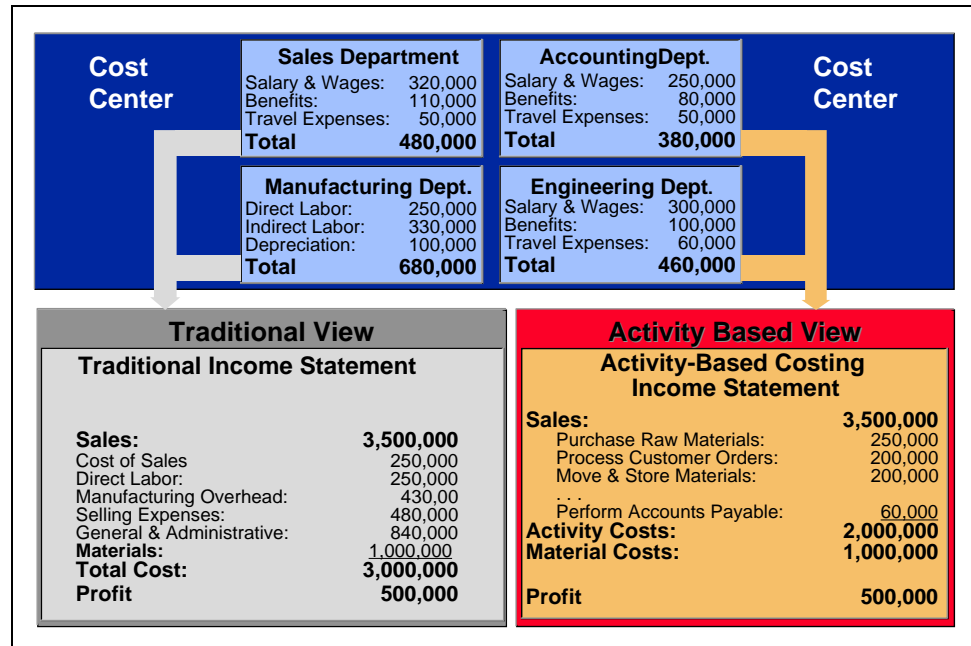 Cost
Center
Sales Department
Salary & Wages: 320,000
Benefits: 110,000
Travel Expenses: 50,000
Total 480,000
AccountingDept.
Salary & Wages: 250,000
Benefits: 80,000
Travel Expenses: 50,000
Total 380,000
Cost
Center
Manufacturing Dept.
Direct Labor: 250,000
Indirect Labor: 330,000
Depreciation: 100,000
Total 680,000
Engineering Dept.
Salary & Wages: 300,000
Benefits: 100,000
Travel Expenses: 60,000
Total 460,000
Traditional View
Traditional Income Statement
Sales: 3,500,000
Cost of Sales 250,000
Direct Labor: 250,000
Manufacturing Overhead: 430,00
Selling Expenses: 480,000
General & Administrative: 840,000
Materials: 1,000,000
Total Cost: 3,000,000
Profit 500,000
Activity Based View
Activity-Based Costing
Income Statement
Sales: 3,500,000
Purchase Raw Materials: 250,000
Process Customer Orders: 200,000
Move & Store Materials: 200,000
. . .
Perform Accounts Payable: 60,000
Activity Costs: 2,000,000
Material Costs: 1,000,000
Profit 500,000